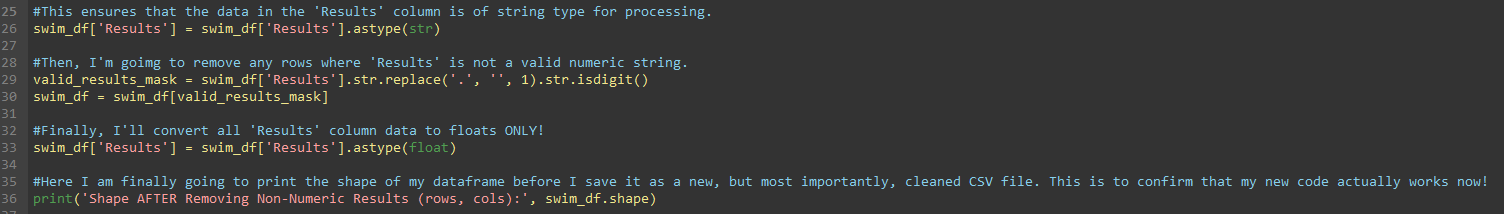 25 #This ensures that the data in the 'Results' column is of string type for processing.
26 swim_df['Results'] = swim_df['Results'].astype(str)
27
28 #Then, I'm goimg to remove any rows where 'Results' is not a valid numeric string.
29 valid_results_mask = swim_df['Results'].str.replace('.', '', 1).str.isdigit()
30 swim_df = swim_df[valid_results_mask]
31
32 #Finally, I'll convert all 'Results' column data to floats ONLY!
33 swim_df['Results'] = swim_df['Results'].astype(float)
34
35 #Here I am finally going to print the shape of my dataframe before I save it as a new, but most importantly, cleaned CSV file. This is to confirm that my new code actually works now!
36 print('Shape AFTER Removing Non-Numeric Results (rows, cols):', swim_df.shape)